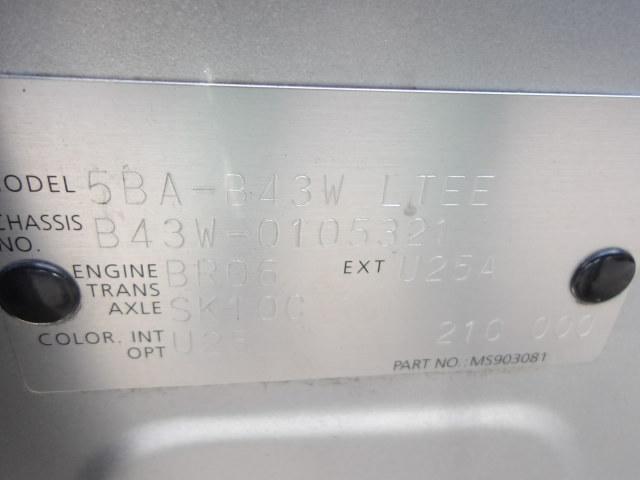 MODEL 5BA-B43W LTEE
CHASSIS NO. B43W-0105321
ENGINE BR06 EXT U25A
TRANS AXLE SK10C
COLOR. INT OPT 210 000
PART NO.: MS903081